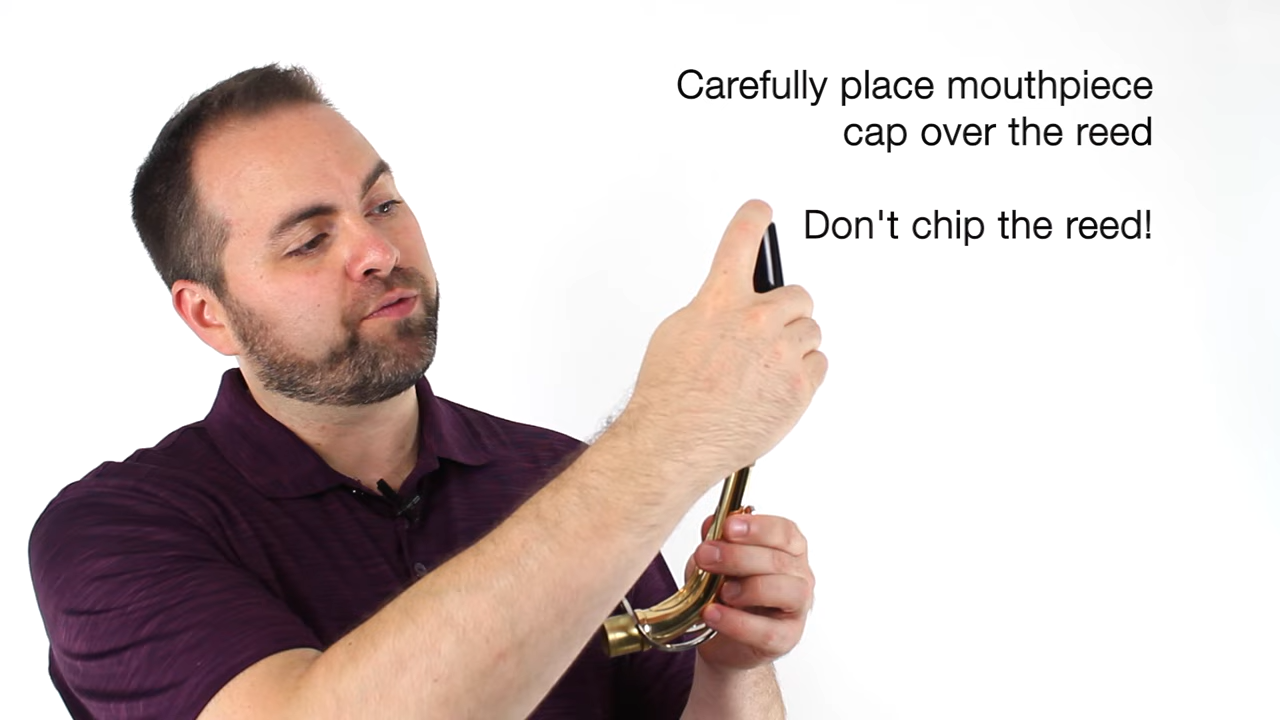 Carefully place mouthpiece
cap over the reed
Don't chip the reed!